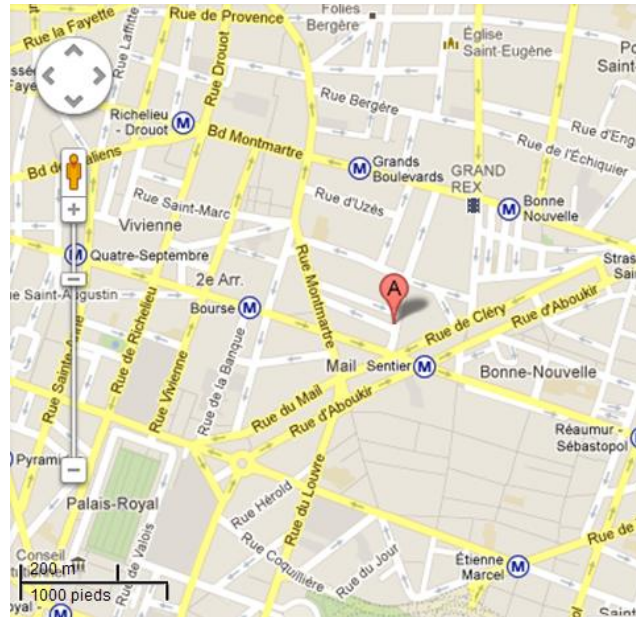 Rue de Provence
Folies
Bergère
Rue la Fayette
Rue Laffitte
Rue Drouot
Église
Saint-Eugène
Rue Bergère
Richelieu
- Drouot
M
Bd Montmartre
M
Grands
Boulevards
Rue de l'Échiquier
GRAND
REX
Rue Saint-Marc
Rue d'Uzès
M
Bonne
Nouvelle
Vivienne
M
Quatre-Septembre
2e Arr.
A
Bourse
M
Rue Montmartre
Rue de Richelieu
Rue Vivienne
Rue de la Banque
Rue de Cléry
Rue d'Aboukir
Mail
Sentier
M
Bonne-Nouvelle
Rue du Mail
Rue d'Aboukir
Réaumur -
Sébastopol
M
Palais-Royal
Rue Hérold
Rue du Louvre
Rue de Valois
Rue Coquillière
Rue du Jour
Étienne
Marcel
M
Conseil
200 m
1000 pieds
M